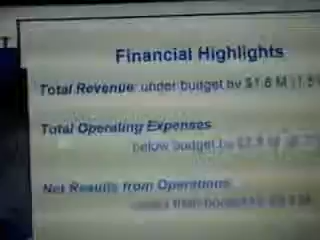 Financial Highlights
Total Revenue: under budget by $1.6 M
Total Operating Expenses
below budget by
Net Results from Operations